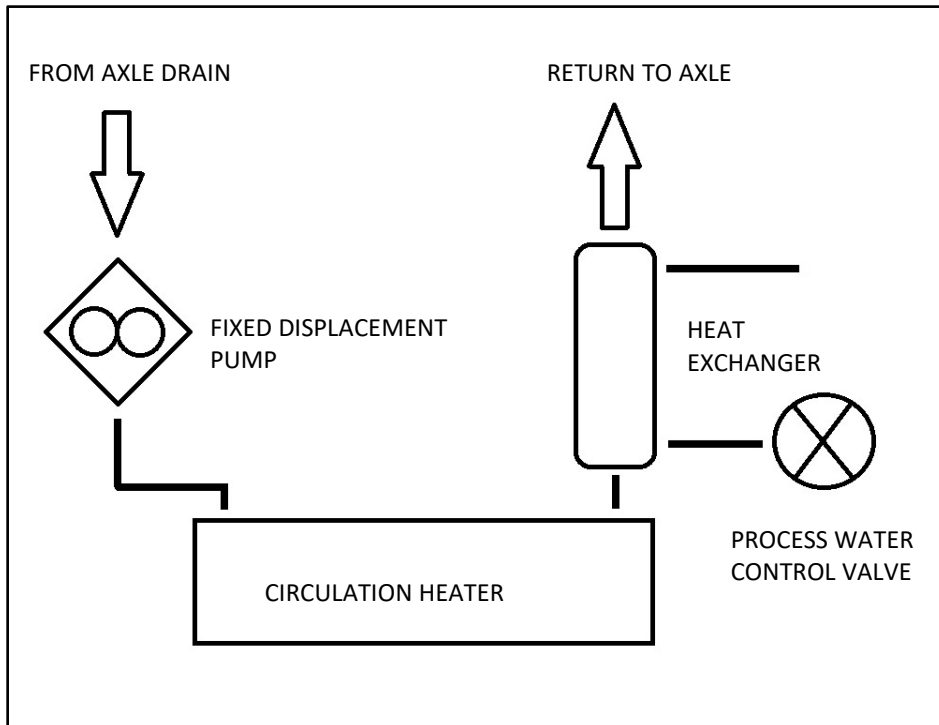 FROM AXLE DRAIN
RETURN TO AXLE
FIXED DISPLACEMENT
PUMP
HEAT
EXCHANGER
PROCESS WATER
CONTROL VALVE
CIRCULATION HEATER